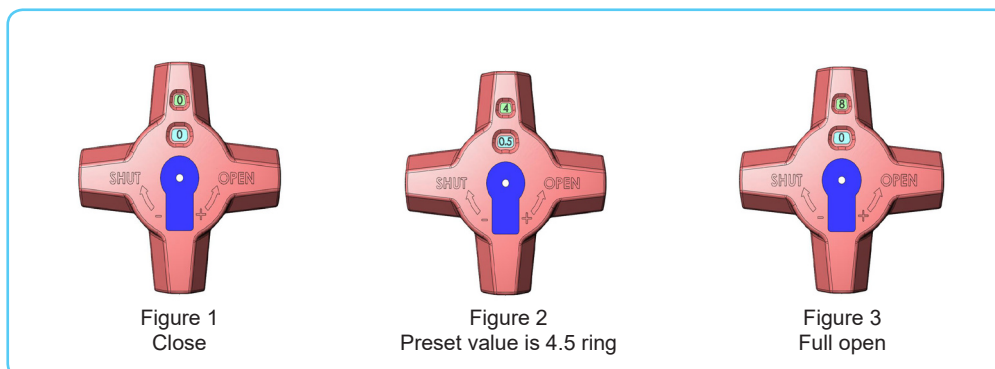 0
0
SHUT OPEN
- +
Figure 1
Close
4
0.5
SHUT OPEN
- +
Figure 2
Preset value is 4.5 ring
8
0
SHUT OPEN
- +
Figure 3
Full open